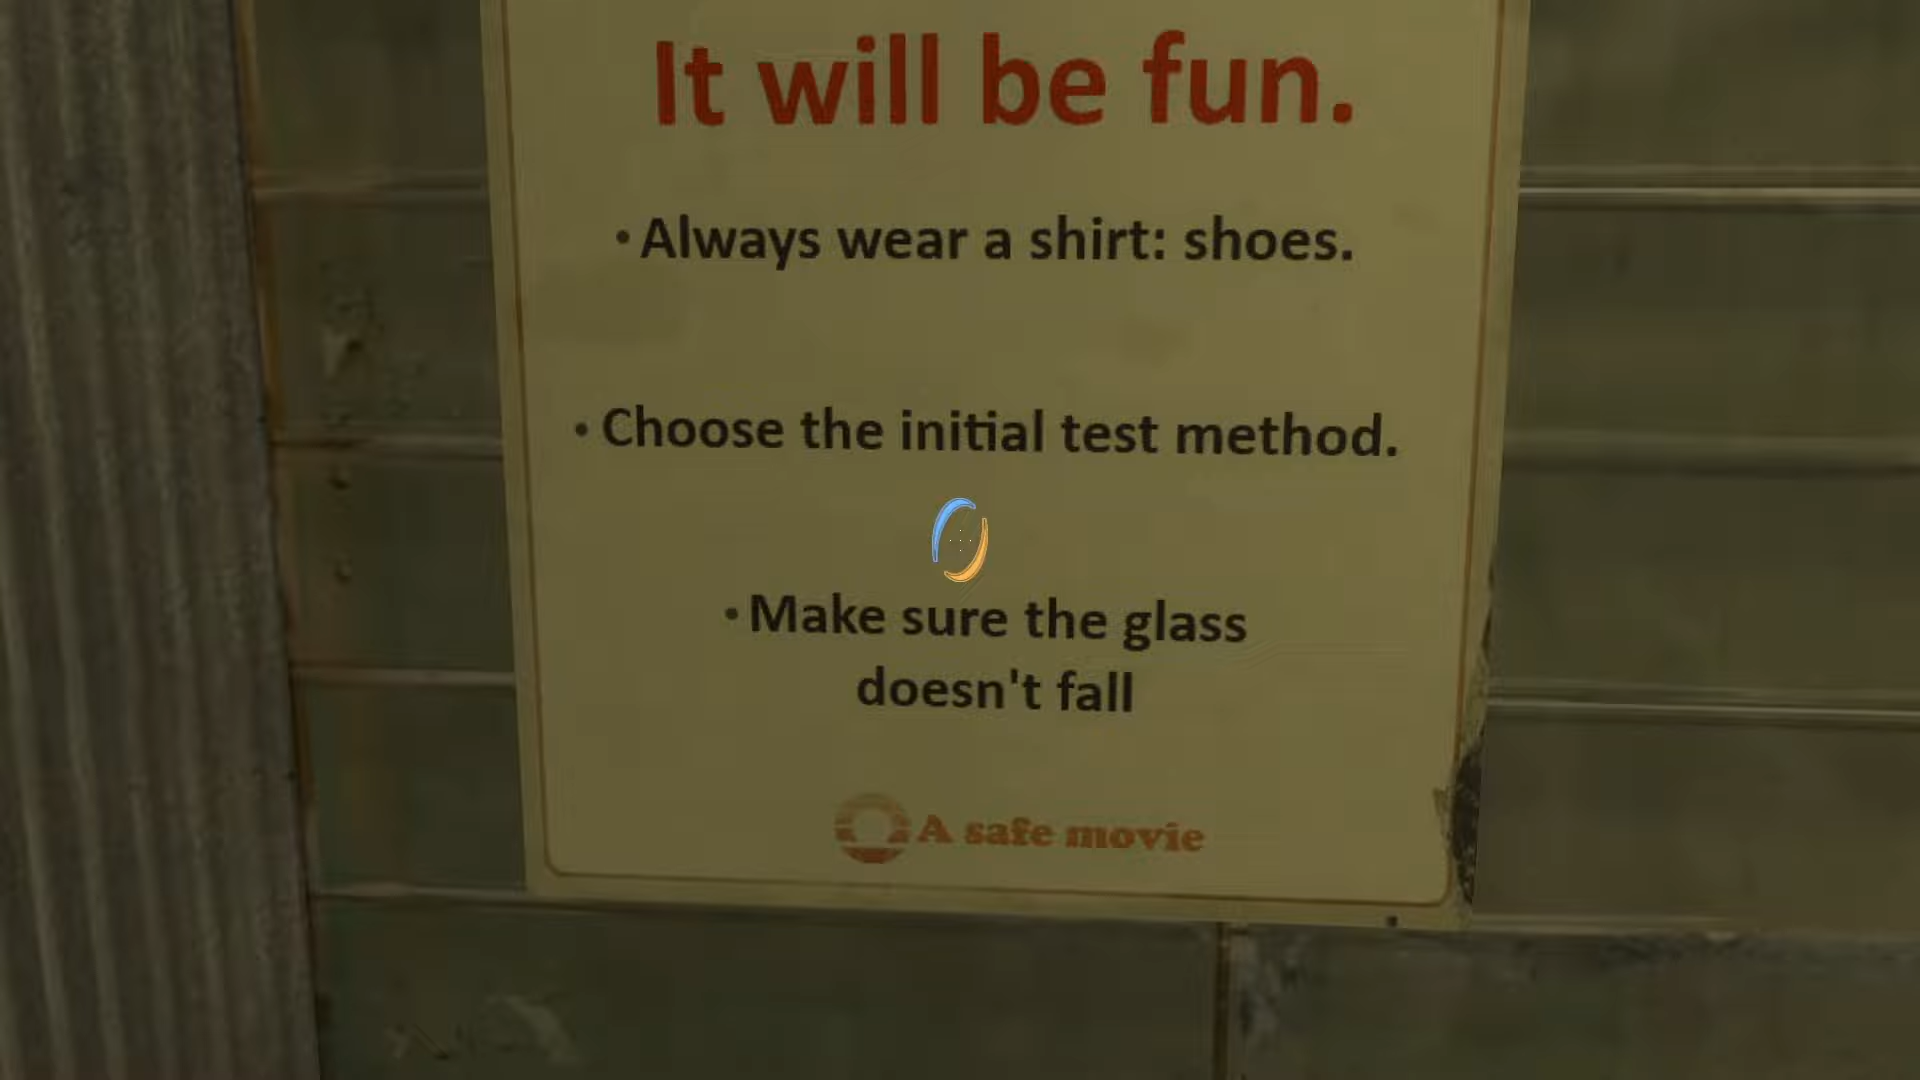 It will be fun.
• Always wear a shirt: shoes.
• Choose the initial test method.
• Make sure the glass
doesn't fall
A safe movie